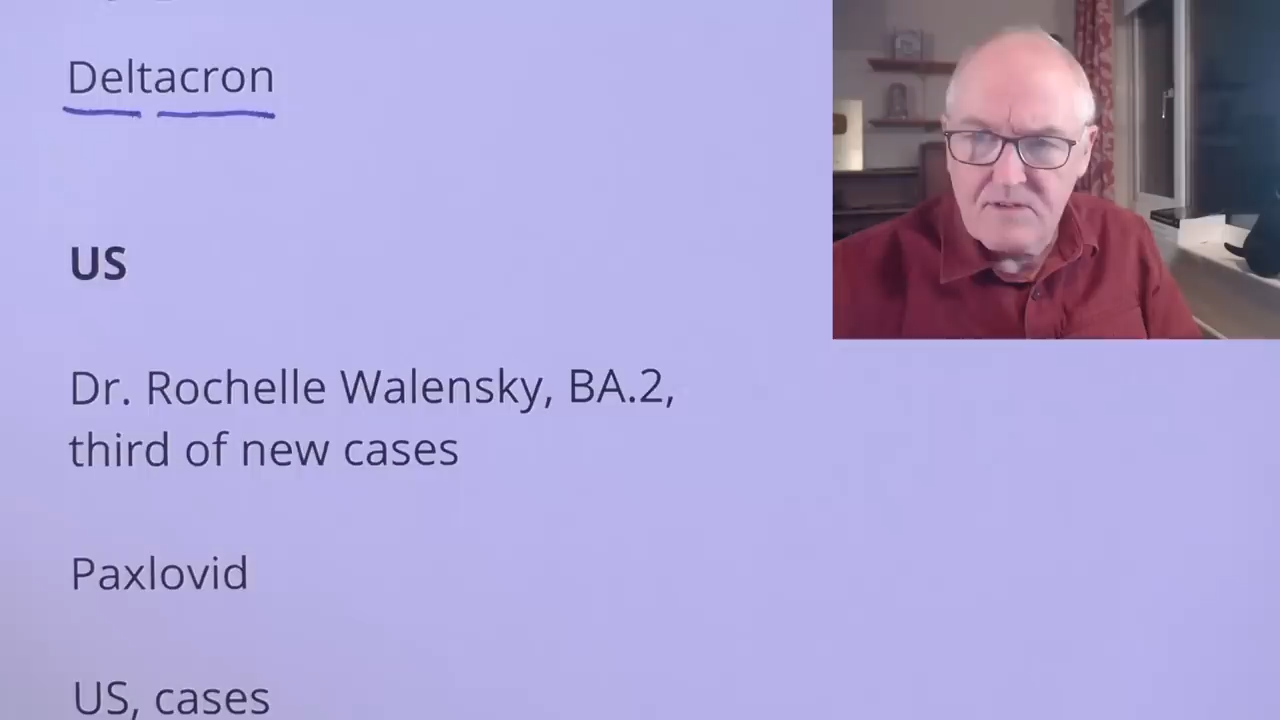 Deltacron
US
Dr. Rochelle Walensky, BA.2,
third of new cases
Paxlovid
US, cases